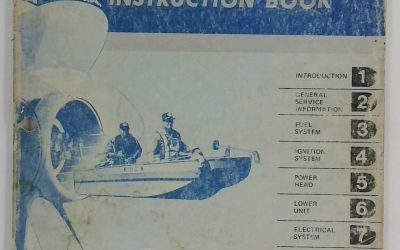 INSTRUCTION BOOK
INTRODUCTION 1
GENERAL
SERVICE 2
INFORMATION
FUEL 3
SYSTEM
IGNITION 4
SYSTEM
POWER 5
HEAD
LOWER 6
UNIT
ELECTRICAL 7
SYSTEM